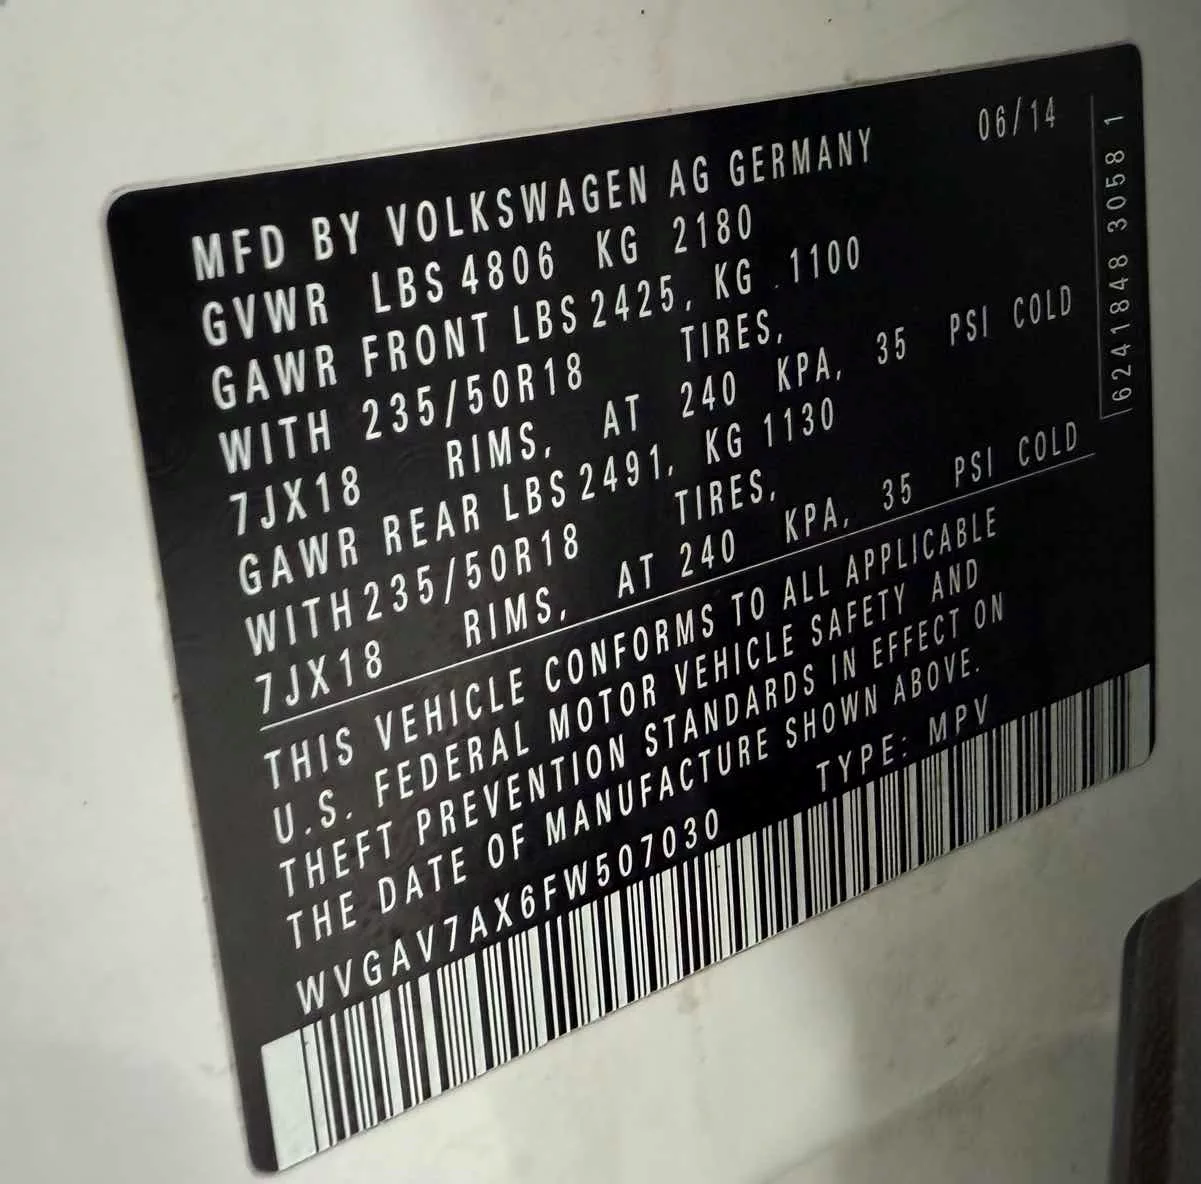 06/14
MFD BY VOLKSWAGEN AG GERMANY
GVWR LBS 4806 KG 2180
GAWR FRONT LBS 2425, KG 1100
WITH 235/50R18 TIRES,
7JX18 RIMS, AT 240 KPA, 35 PSI COLD
GAWR REAR LBS 2491, KG 1130
WITH 235/50R18 TIRES,
7JX18 RIMS, AT 240 KPA, 35 PSI COLD
THIS VEHICLE CONFORMS TO ALL APPLICABLE
U.S. FEDERAL MOTOR VEHICLE SAFETY AND
THEFT PREVENTION STANDARDS IN EFFECT ON
THE DATE OF MANUFACTURE SHOWN ABOVE.
WVGAV7AX6FW507030 TYPE: MPV
6241848 3058 1